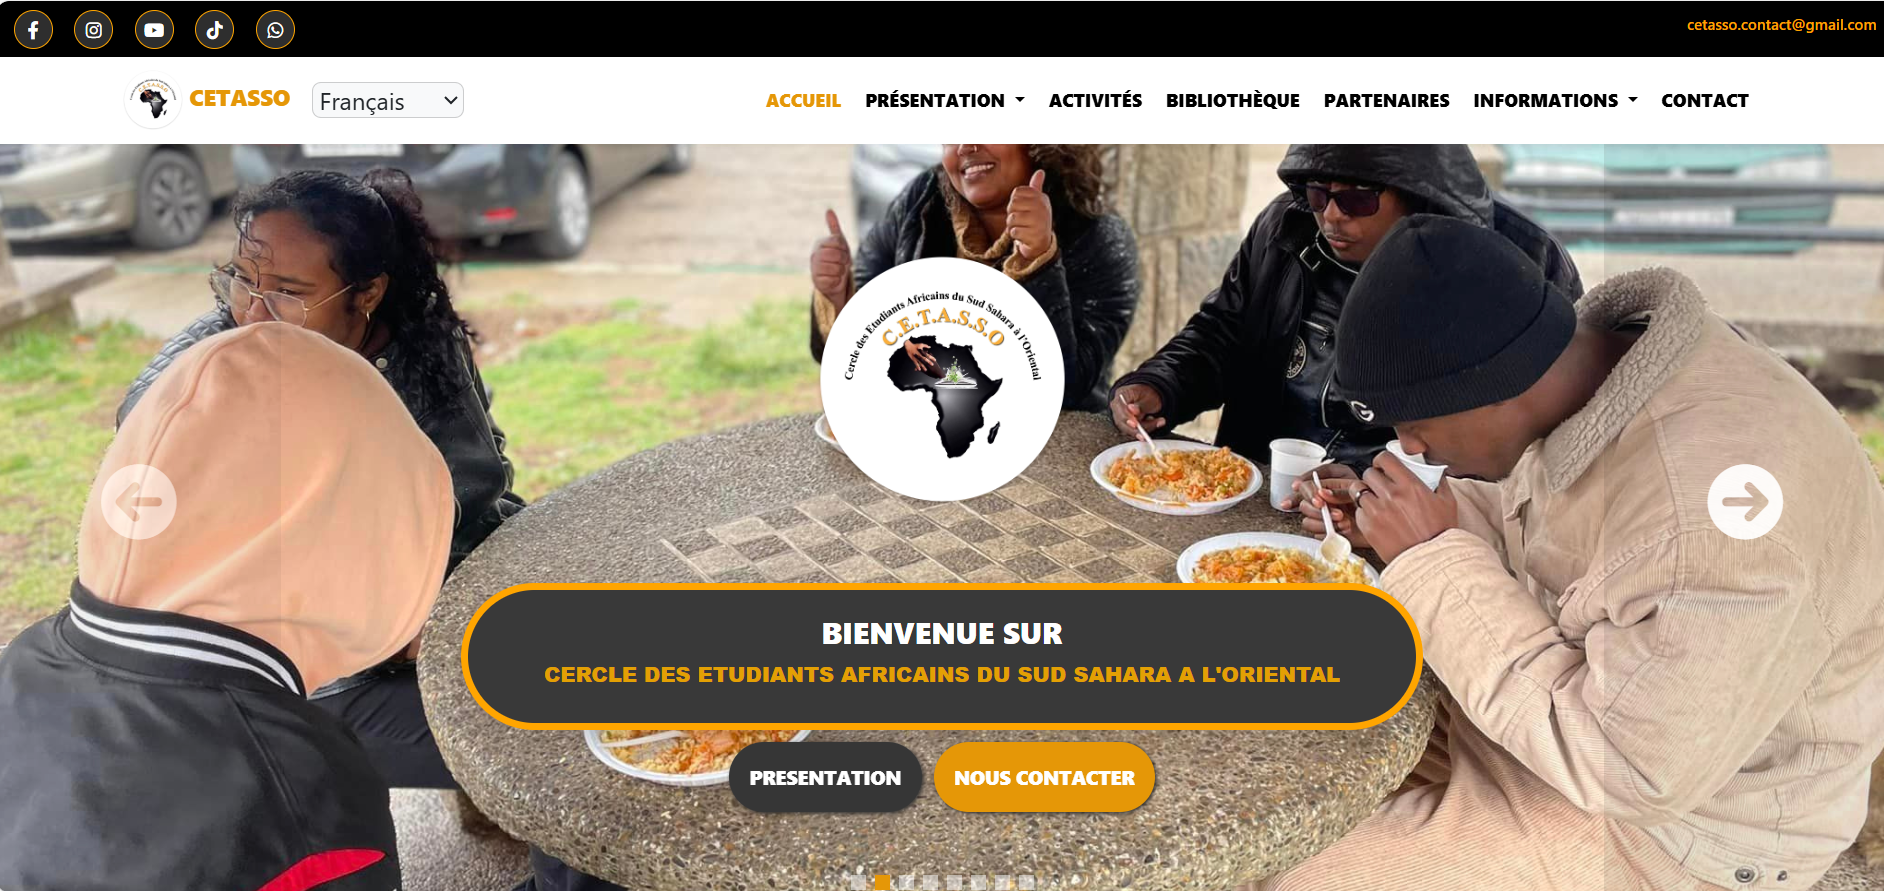 cetasso.contact@gmail.com
CETASSO
Français
ACCUEIL PRÉSENTATION ACTIVITÉS BIBLIOTHÈQUE PARTENAIRES INFORMATIONS CONTACT
Cercle des Etudiants Africains du Sud Sahara à l'Oriental
C.E.T.A.S.S.O
G
BIENVENUE SUR
CERCLE DES ETUDIANTS AFRICAINS DU SUD SAHARA A L'ORIENTAL
PRESENTATION
NOUS CONTACTER